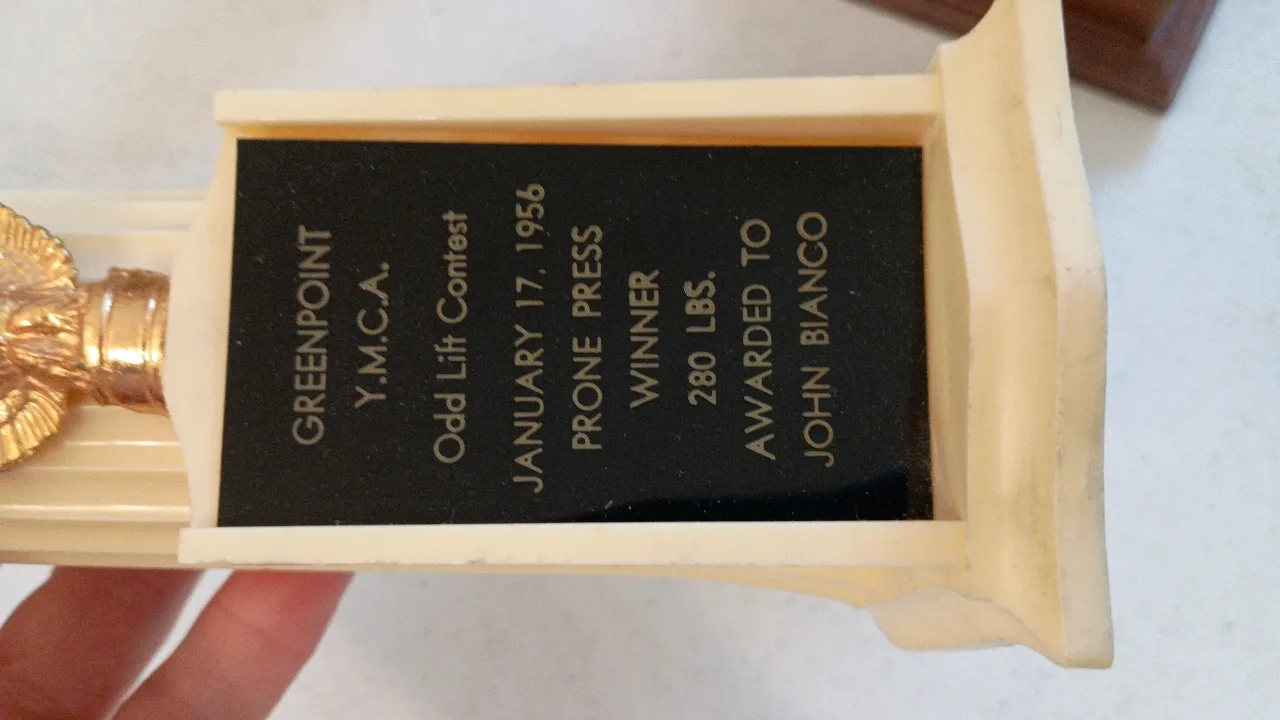 GREENPOINT
Y.M.C.A.
Odd Lift Contest
JANUARY 17, 1956
PRONE PRESS
WINNER
280 LBS.
AWARDED TO
JOHN BIANCO